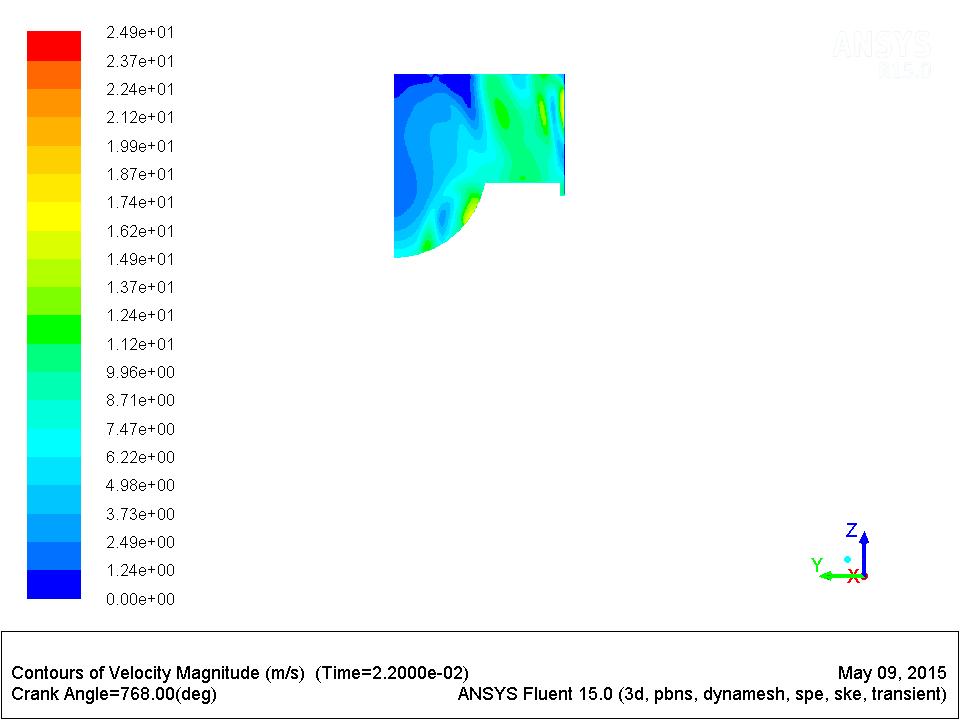 2.49e+01
2.37e+01
2.24e+01
2.12e+01
1.99e+01
1.87e+01
1.74e+01
1.62e+01
1.49e+01
1.37e+01
1.24e+01
1.12e+01
9.96e+00
8.71e+00
7.47e+00
6.22e+00
4.98e+00
3.73e+00
2.49e+00
1.24e+00
0.00e+00
ANSYS
R15.0
Z
Y
X
Contours of Velocity Magnitude (m/s) (Time=2.2000e-02)
Crank Angle=768.00(deg)
May 09, 2015
ANSYS Fluent 15.0 (3d, pbns, dynamesh, spe, ske, transient)